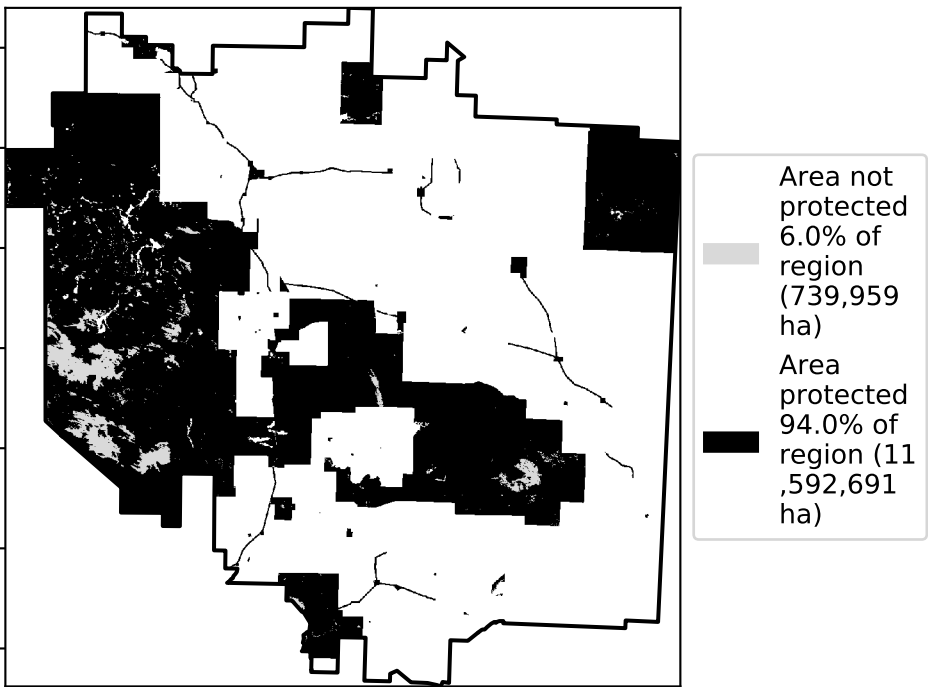 Area not
protected
6.0% of
region
(739,959
ha)
Area
protected
94.0% of
region (11
,592,691
ha)